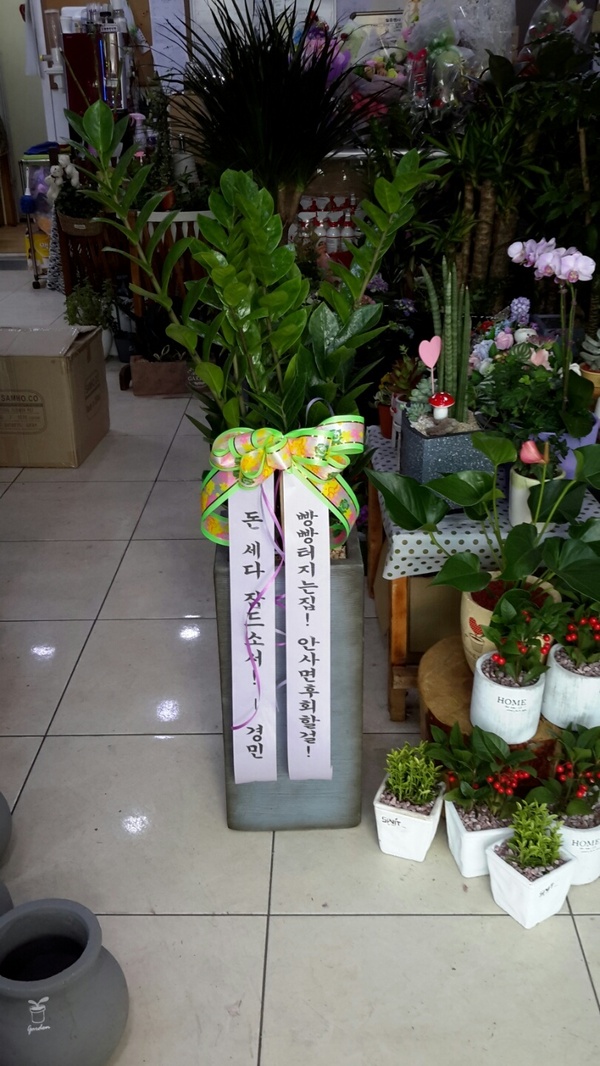 돈 세다 잠드소서! - 경민
빵빵터지는집! 안사면후회할걸!
SAMHO.CO
HOME
HOME
Garden